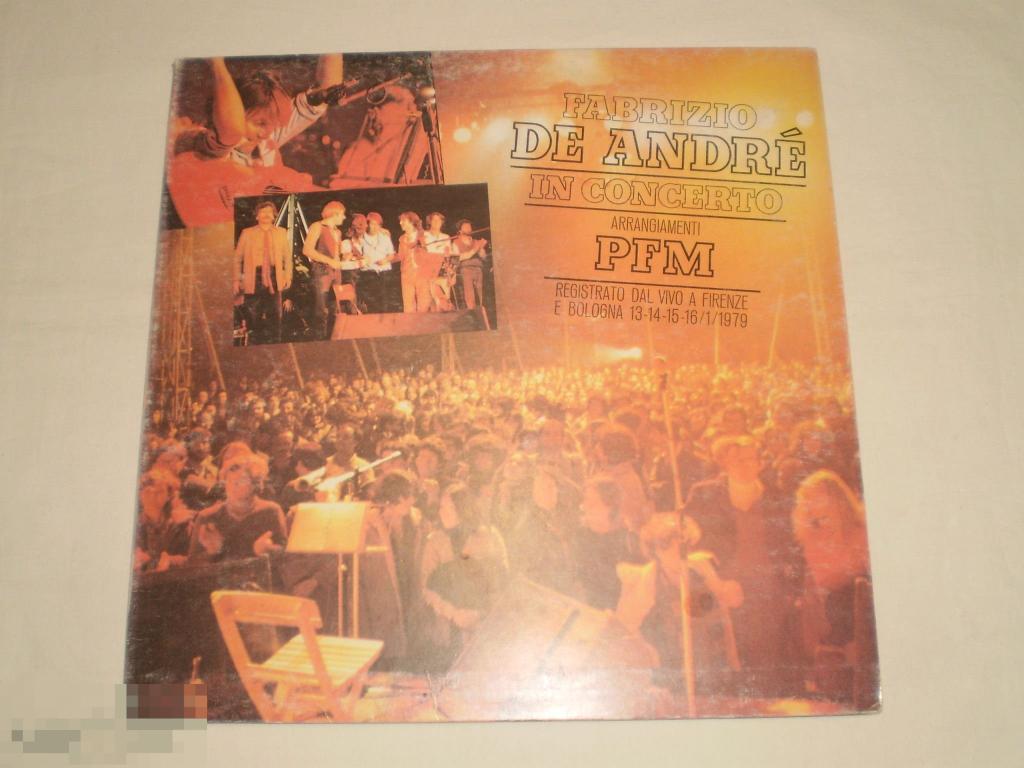 FABRIZIO
DE ANDRÉ
IN CONCERTO
ARRANGIAMENTI
PFM
REGISTRATO DAL VIVO A FIRENZE
E BOLOGNA 13-14-15-16/1/1979